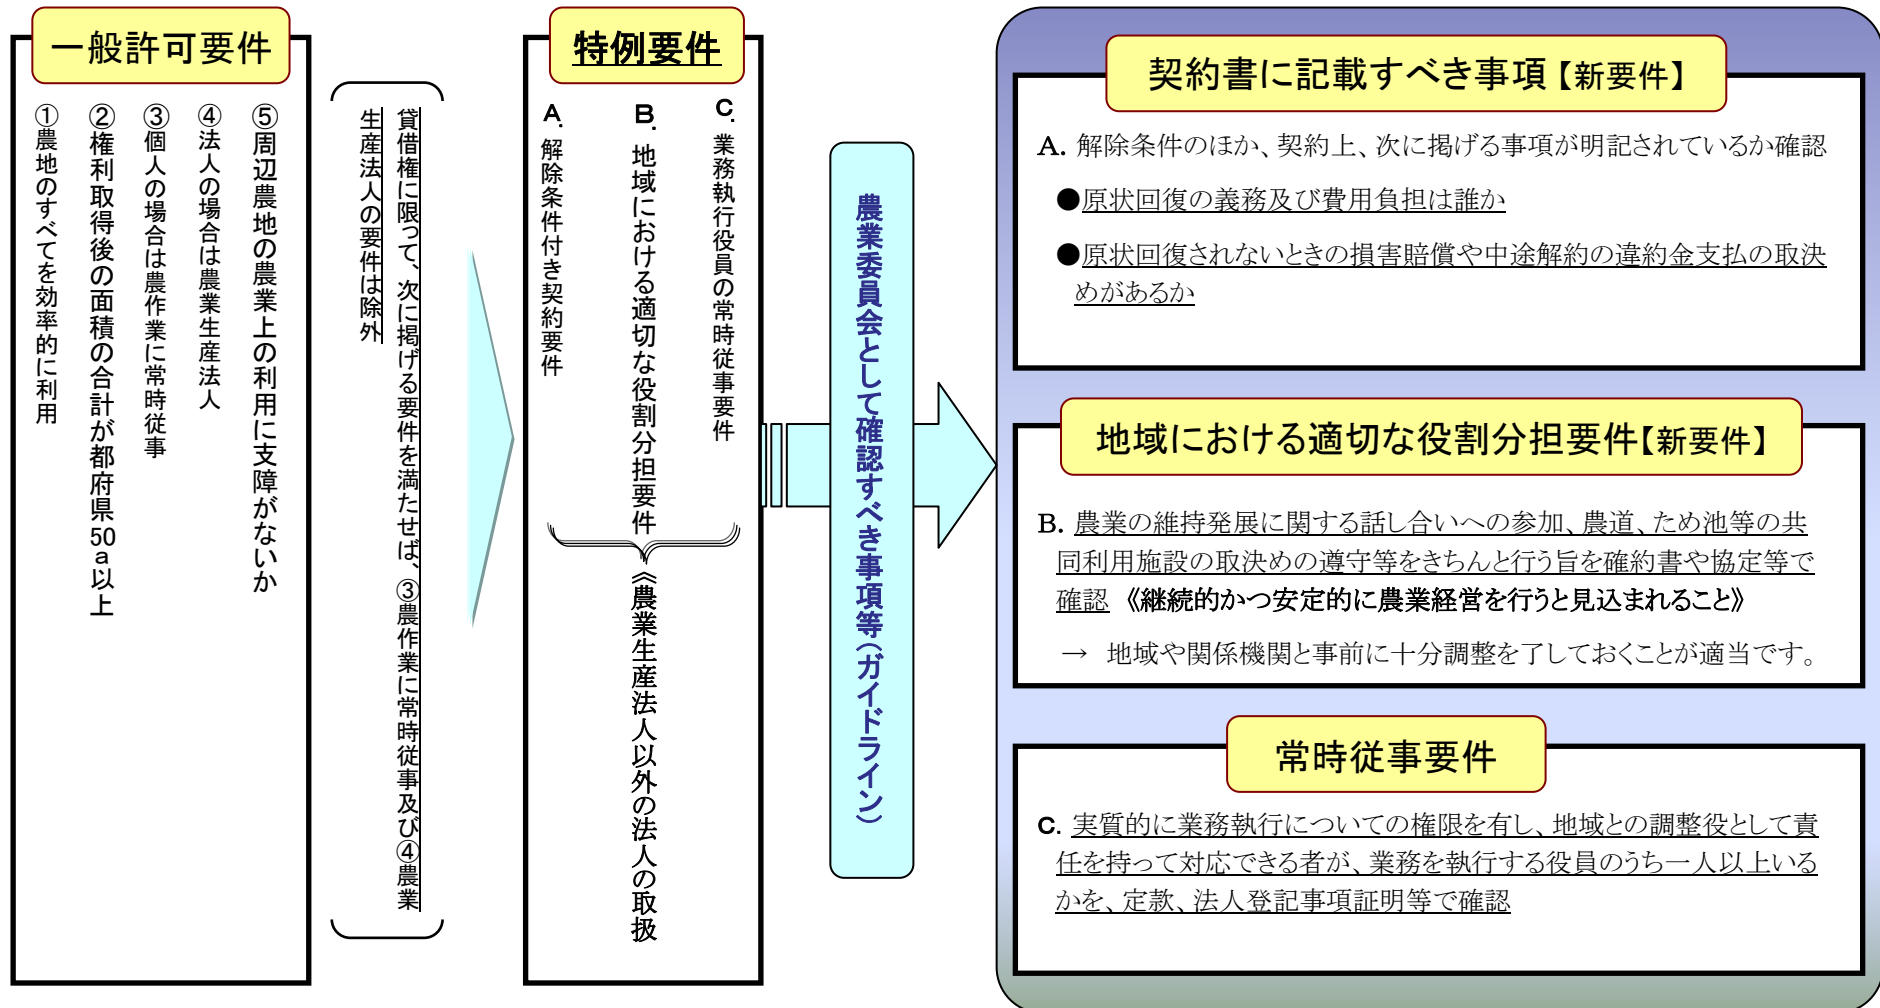 一般許可要件
①農地のすべてを効率的に利用
②権利取得後の面積の合計が都府県50a以上
③個人の場合は農作業に常時従事
④法人の場合は農業生産法人
⑤周辺農地の農業上の利用に支障がないか
貸借権に限って、次に掲げる要件を満たせば、③農作業に常時従事及び④農業
生産法人の要件は除外
特例要件
A. 解除条件付き契約要件
B. 地域における適切な役割分担要件
C. 業務執行役員の常時従事要件
《農業生産法人以外の法人の取扱
農業委員会として確認すべき事項等(ガイドライン)
契約書に記載すべき事項【新要件】
A. 解除条件のほか、契約上、次に掲げる事項が明記されているか確認
●原状回復の義務及び費用負担は誰か
●原状回復されないときの損害賠償や中途解約の違約金支払の取決
めがあるか
地域における適切な役割分担要件【新要件】
B. 農業の維持発展に関する話し合いへの参加、農道、ため池等の共
同利用施設の取決めの遵守等をきちんと行う旨を確約書や協定等で
確認 《継続的かつ安定的に農業経営を行うと見込まれること》
→ 地域や関係機関と事前に十分調整を了しておくことが適当です。
常時従事要件
C. 実質的に業務執行についての権限を有し、地域との調整役として責
任を持って対応できる者が、業務を執行する役員のうち一人以上いる
かを、定款、法人登記事項証明等で確認